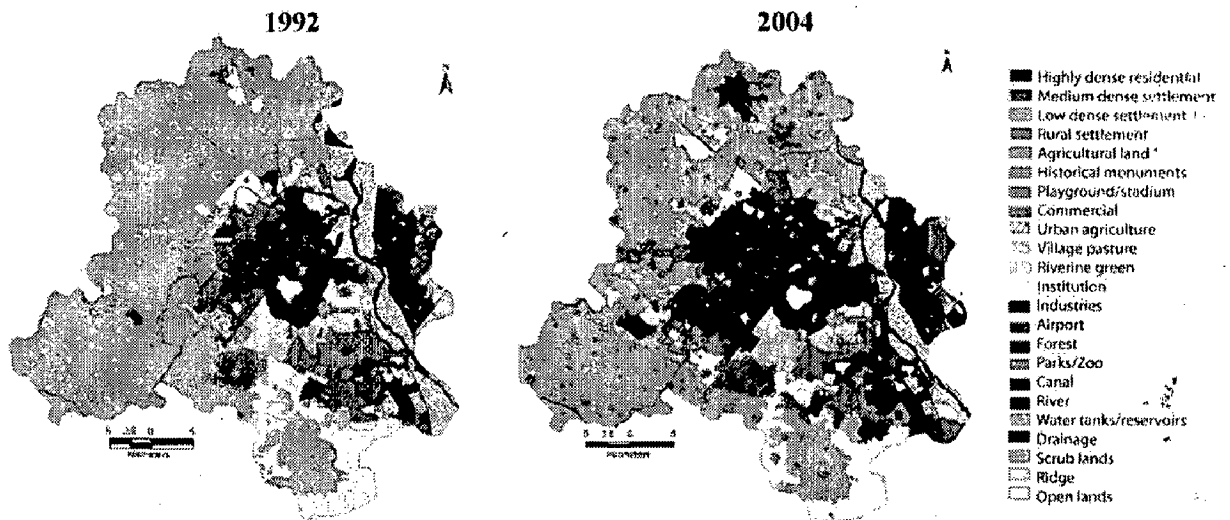 1992
2004
Highly dense residential
Medium dense settlement
Low dense settlement
Rural settlement
Agricultural land
Historical monuments
Playground/stadium
Commercial
Urban agriculture
Village pasture
Riverine green
Institution
Industries
Airport
Forest
Parks/Zoo
Canal
River
Water tanks/reservoirs
Drainage
Scrub lands
Ridge
Open lands